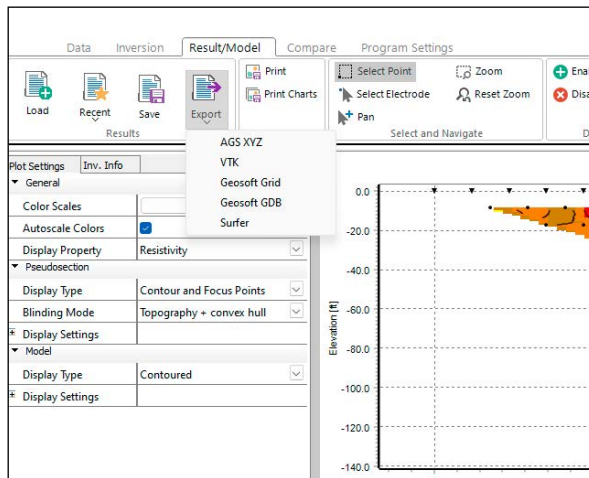 Data Inversion Result/Model Compare Program Settings
Load
Recent
Save
Export
Results
Print
Print Charts
Select Point
Select Electrode
Pan
Zoom
Reset Zoom
Select and Navigate
AGS XYZ
VTK
Geosoft Grid
Geosoft GDB
Surfer
Plot Settings Inv. Info
General
Color Scales
Autoscale Colors
Display Property Resistivity
Pseudosection
Display Type Contour and Focus Points
Blinding Mode Topography + convex hull
Display Settings
Model
Display Type Contoured
Display Settings
Elevation [ft]
0.0
-20.0
-40.0
-60.0
-80.0
-100.0
-120.0
-140.0